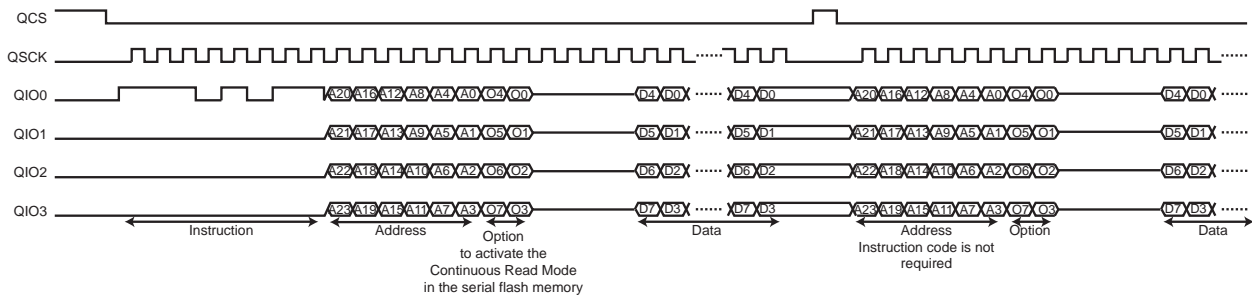 QCS
QSCK
QIO0 A20 A16 A12 A8 A4 A0 O4 O0 D4 D0 D4 D0 A20 A16 A12 A8 A4 A0 O4 O0 D4 D0
QIO1 A21 A17 A13 A9 A5 A1 O5 O1 D5 D1 D5 D1 A21 A17 A13 A9 A5 A1 O5 O1 D5 D1
QIO2 A22 A18 A14 A10 A6 A2 O6 O2 D6 D2 D6 D2 A22 A18 A14 A10 A6 A2 O6 O2 D6 D2
QIO3 A23 A19 A15 A11 A7 A3 O7 O3 D7 D3 D7 D3 A23 A19 A15 A11 A7 A3 O7 O3 D7 D3
Instruction
Address
Option
to activate the
Continuous Read Mode
in the serial flash memory
Data
Address
Instruction code is not
required
Option
Data